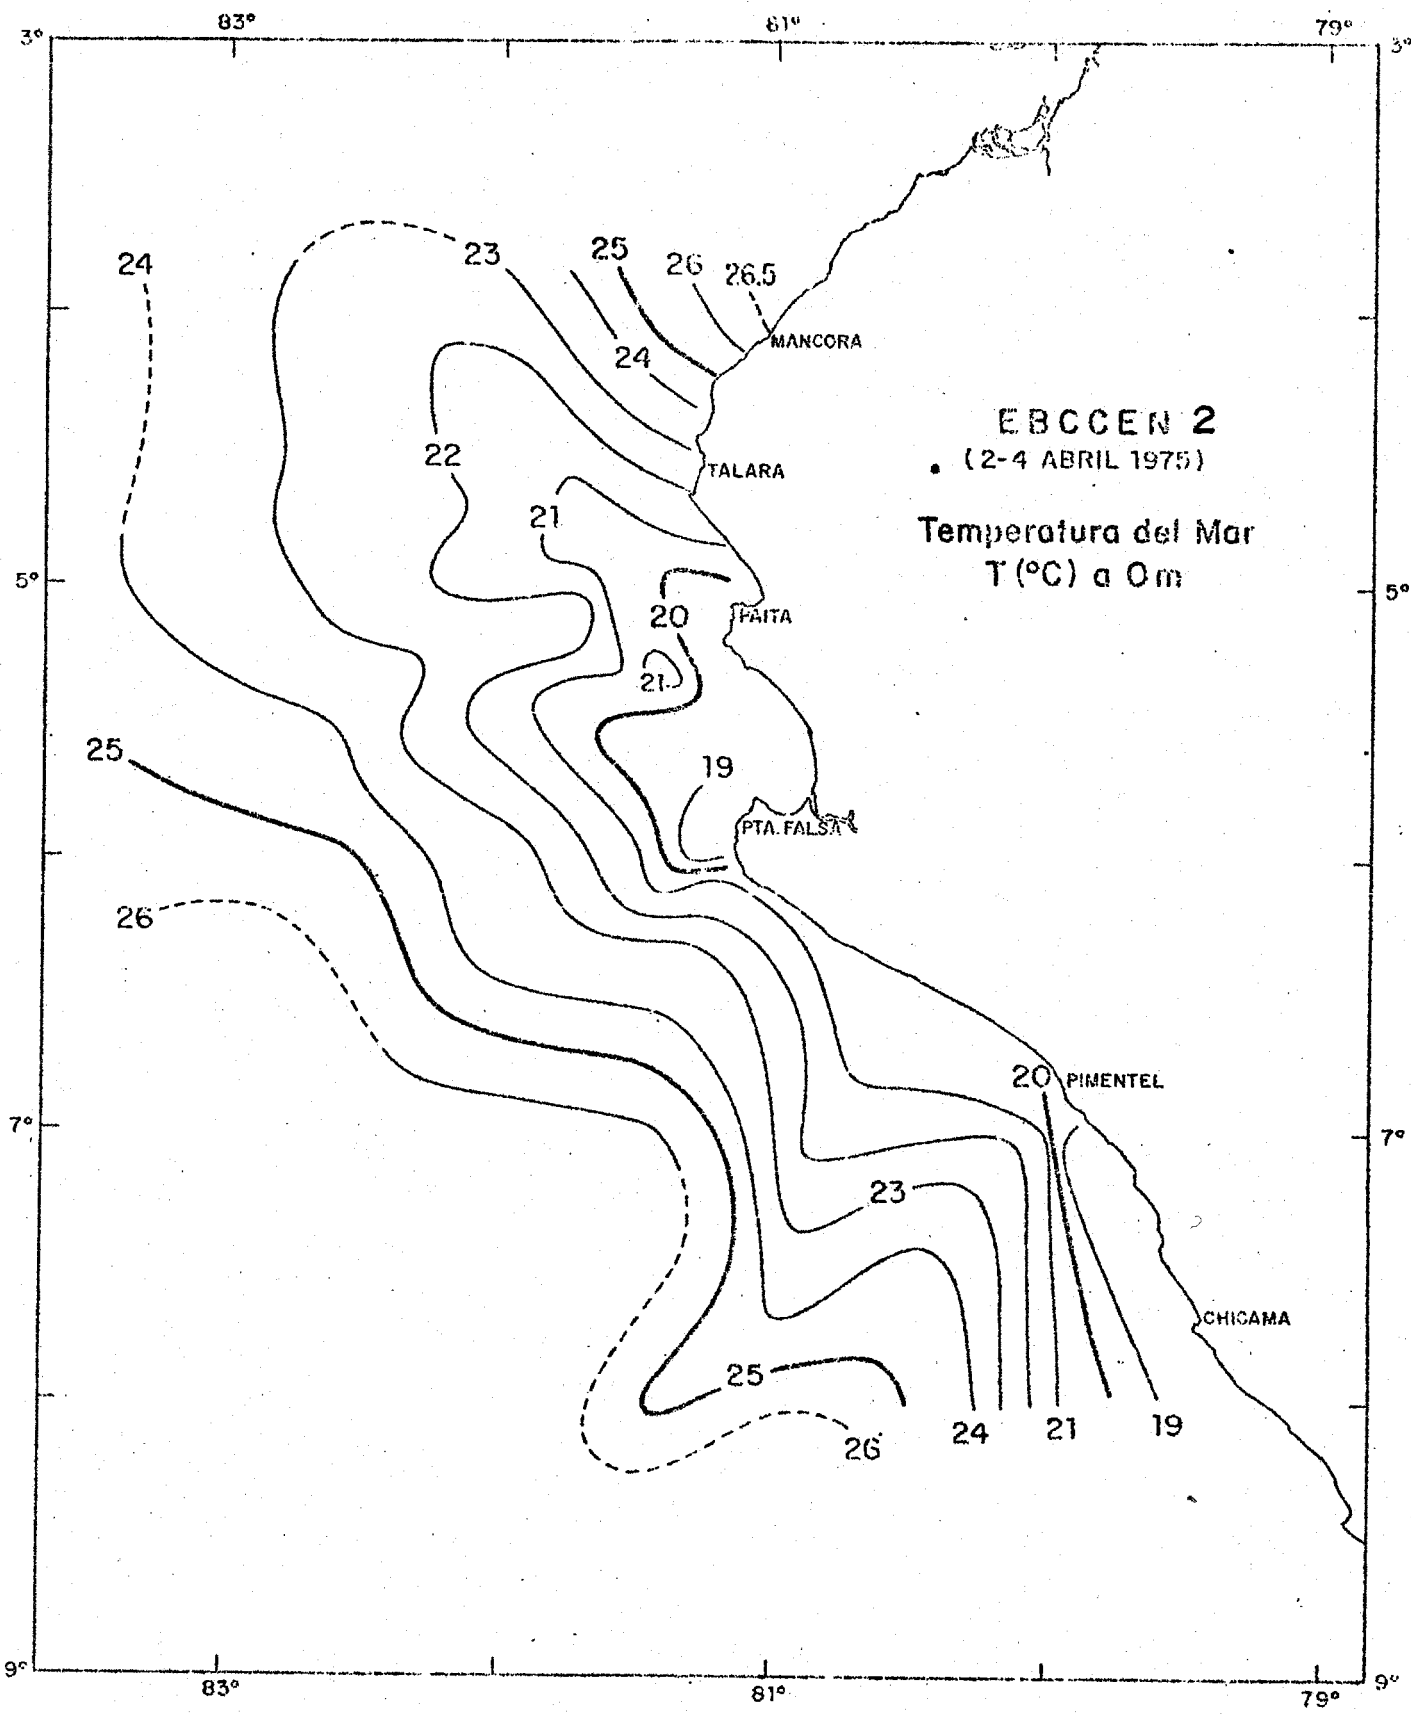 83° 81° 79°
3° 3°
24 23 25 26 26.5
MANCORA
24
EBCCEN 2
(2-4 ABRIL 1975)
22 TALARA
21
Temperatura del Mar
T (°C) a 0m
5° 5°
20 PAITA
21
25 19
PTA. FALSA
26
20 PIMENTEL
7° 7°
23
CHICAMA
25
26 24 21 19
9° 9°
83° 81° 79°